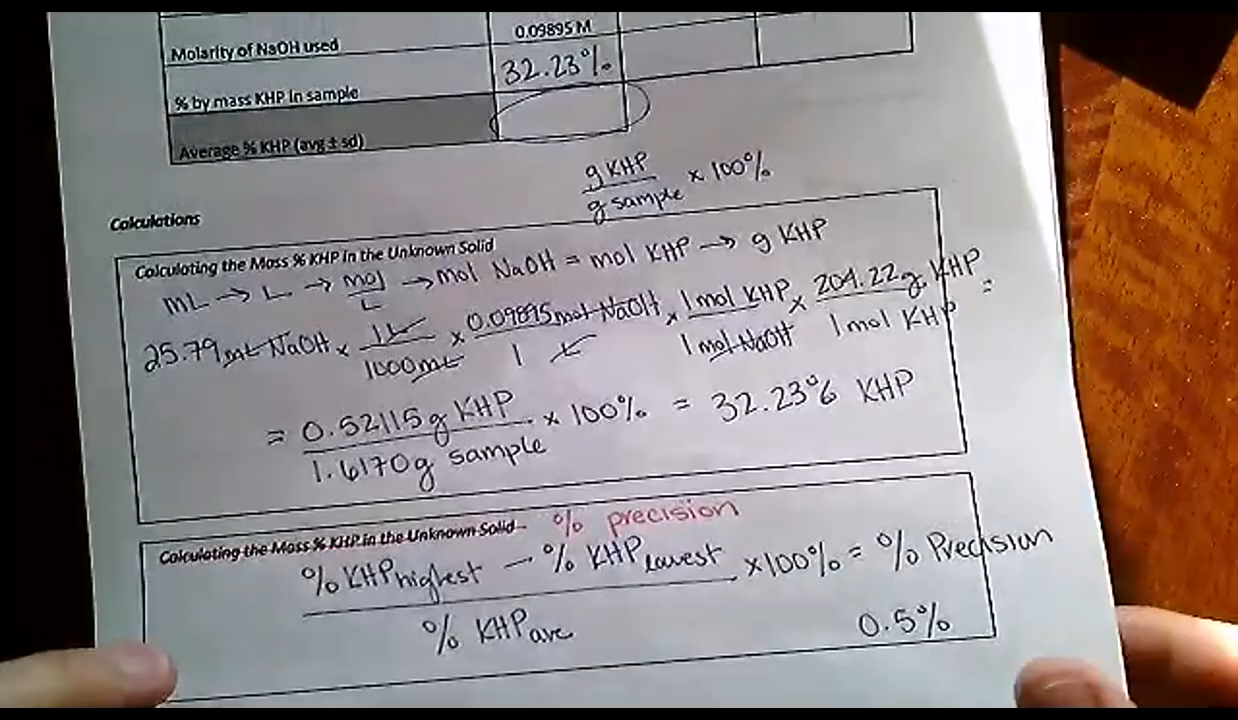 Molarity of NaOH used 0.09895 M
% by mass KHP in sample 32.23%
Average % KHP (avg ± sd)
g KHP
g sample × 100%
Calculations
Calculating the Mass % KHP in the Unknown Solid
mL → L → mol/L → mol NaOH = mol KHP → g KHP
25.79 mL NaOH × 1L/1000mL × 0.09895 mol NaOH/1 L × 1 mol KHP/1 mol NaOH × 204.22 g KHP/1 mol KHP =
= 0.52115 g KHP/1.6170 g sample × 100% = 32.23% KHP
Calculating the Mass % KHP in the Unknown Solid - % precision
% KHP highest — % KHP lowest ×100% = % Precision
% KHP ave 0.5%